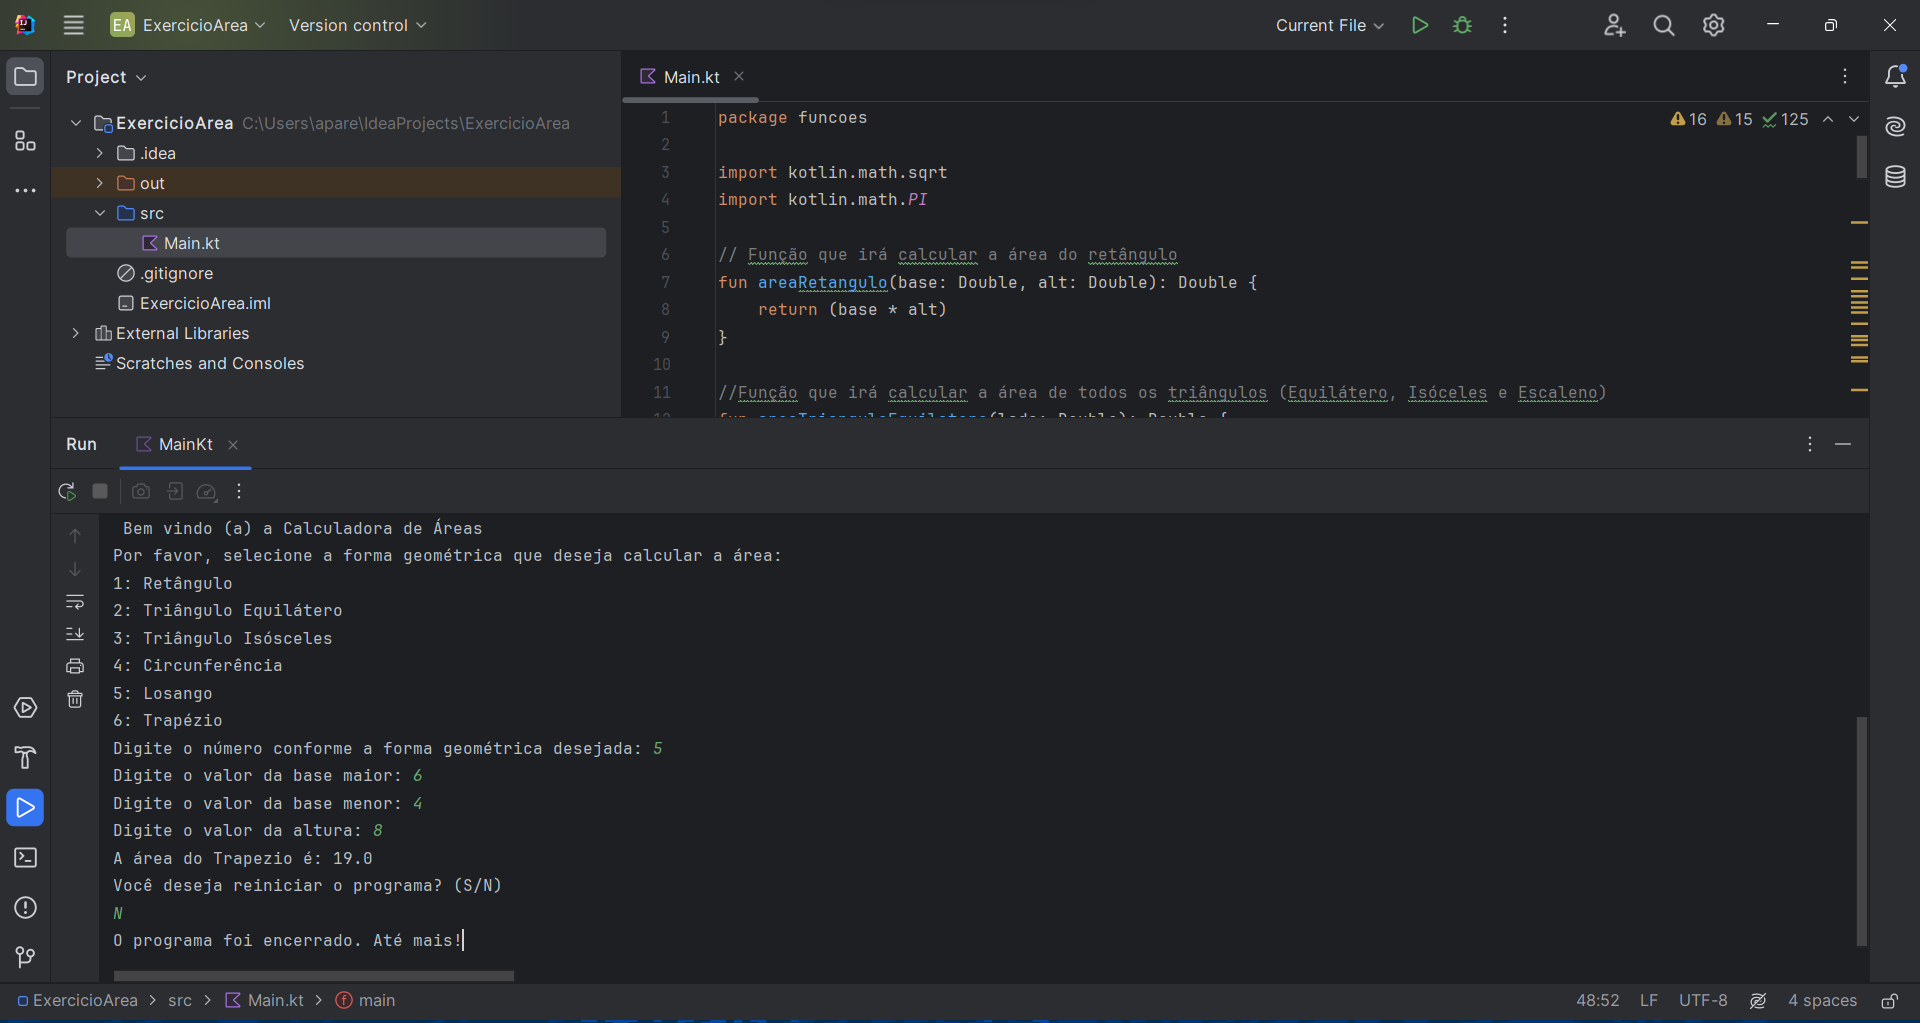 EA ExercicioArea Version control Current File
Project
ExercicioArea C:\Users\apare\IdeaProjects\ExercicioArea
.idea
out
src
Main.kt
.gitignore
ExercicioArea.iml
External Libraries
Scratches and Consoles
Main.kt
16 15 125
1 package funcoes
2
3 import kotlin.math.sqrt
4 import kotlin.math.PI
5
6 // Função que irá calcular a área do retângulo
7 fun areaRetangulo(base: Double, alt: Double): Double {
8 return (base * alt)
9 }
10
11 //Função que irá calcular a área de todos os triângulos (Equilátero, Isóceles e Escaleno)
Run MainKt
Bem vindo (a) a Calculadora de Áreas
Por favor, selecione a forma geométrica que deseja calcular a área:
1: Retângulo
2: Triângulo Equilátero
3: Triângulo Isósceles
4: Circunferência
5: Losango
6: Trapézio
Digite o número conforme a forma geométrica desejada: 5
Digite o valor da base maior: 6
Digite o valor da base menor: 4
Digite o valor da altura: 8
A área do Trapezio é: 19.0
Você deseja reiniciar o programa? (S/N)
N
O programa foi encerrado. Até mais!
ExercicioArea > src > Main.kt > main 48:52 LF UTF-8 4 spaces